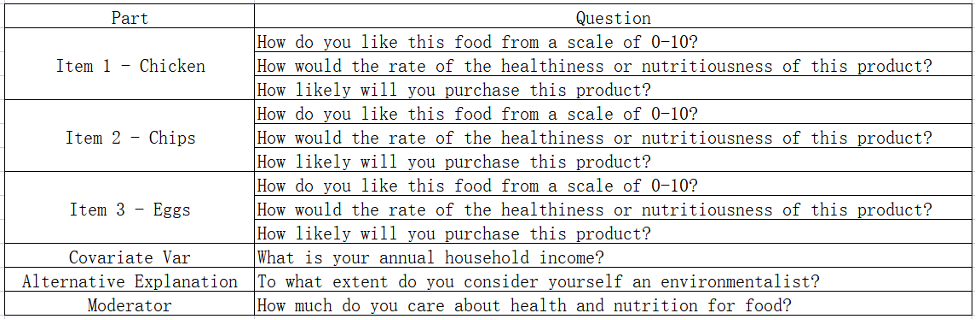 Part Question
How do you like this food from a scale of 0-10?
Item 1 - Chicken How would the rate of the healthiness or nutritiousness of this product?
How likely will you purchase this product?
How do you like this food from a scale of 0-10?
Item 2 - Chips How would the rate of the healthiness or nutritiousness of this product?
How likely will you purchase this product?
How do you like this food from a scale of 0-10?
Item 3 - Eggs How would the rate of the healthiness or nutritiousness of this product?
How likely will you purchase this product?
Covariate Var What is your annual household income?
Alternative Explanation To what extent do you consider yourself an environmentalist?
Moderator How much do you care about health and nutrition for food?